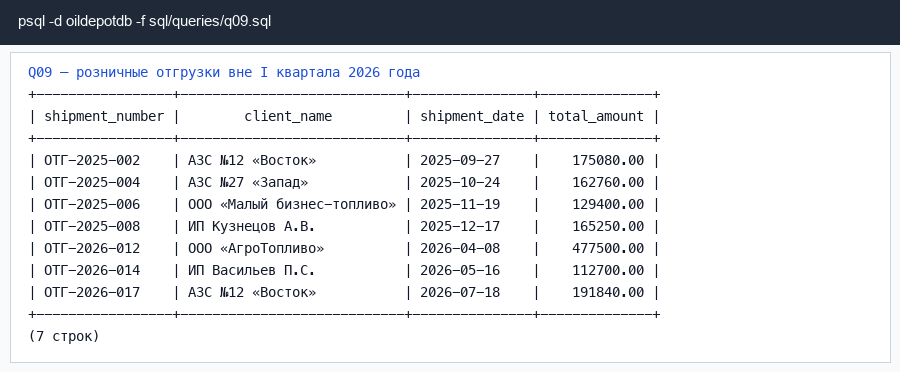 psql -d oildepotdb -f sql/queries/q09.sql
Q09 — розничные отгрузки вне I квартала 2026 года
+—————————————————+————————————————————————————+———————————————+——————————————+
| shipment_number |        client_name         | shipment_date | total_amount |
+—————————————————+————————————————————————————+———————————————+——————————————+
| ОТГ—2025—002    | АЗС №12 «Восток»           | 2025—09—27    |    175080.00 |
| ОТГ—2025—004    | АЗС №27 «Запад»            | 2025—10—24    |    162760.00 |
| ОТГ—2025—006    | ООО «Малый бизнес—топливо» | 2025—11—19    |    129400.00 |
| ОТГ—2025—008    | ИП Кузнецов А.В.           | 2025—12—17    |    165250.00 |
| ОТГ—2026—012    | ООО «АгроТопливо»          | 2026—04—08    |    477500.00 |
| ОТГ—2026—014    | ИП Васильев П.С.           | 2026—05—16    |    112700.00 |
| ОТГ—2026—017    | АЗС №12 «Восток»           | 2026—07—18    |    191840.00 |
+—————————————————+————————————————————————————+———————————————+——————————————+
(7 строк)